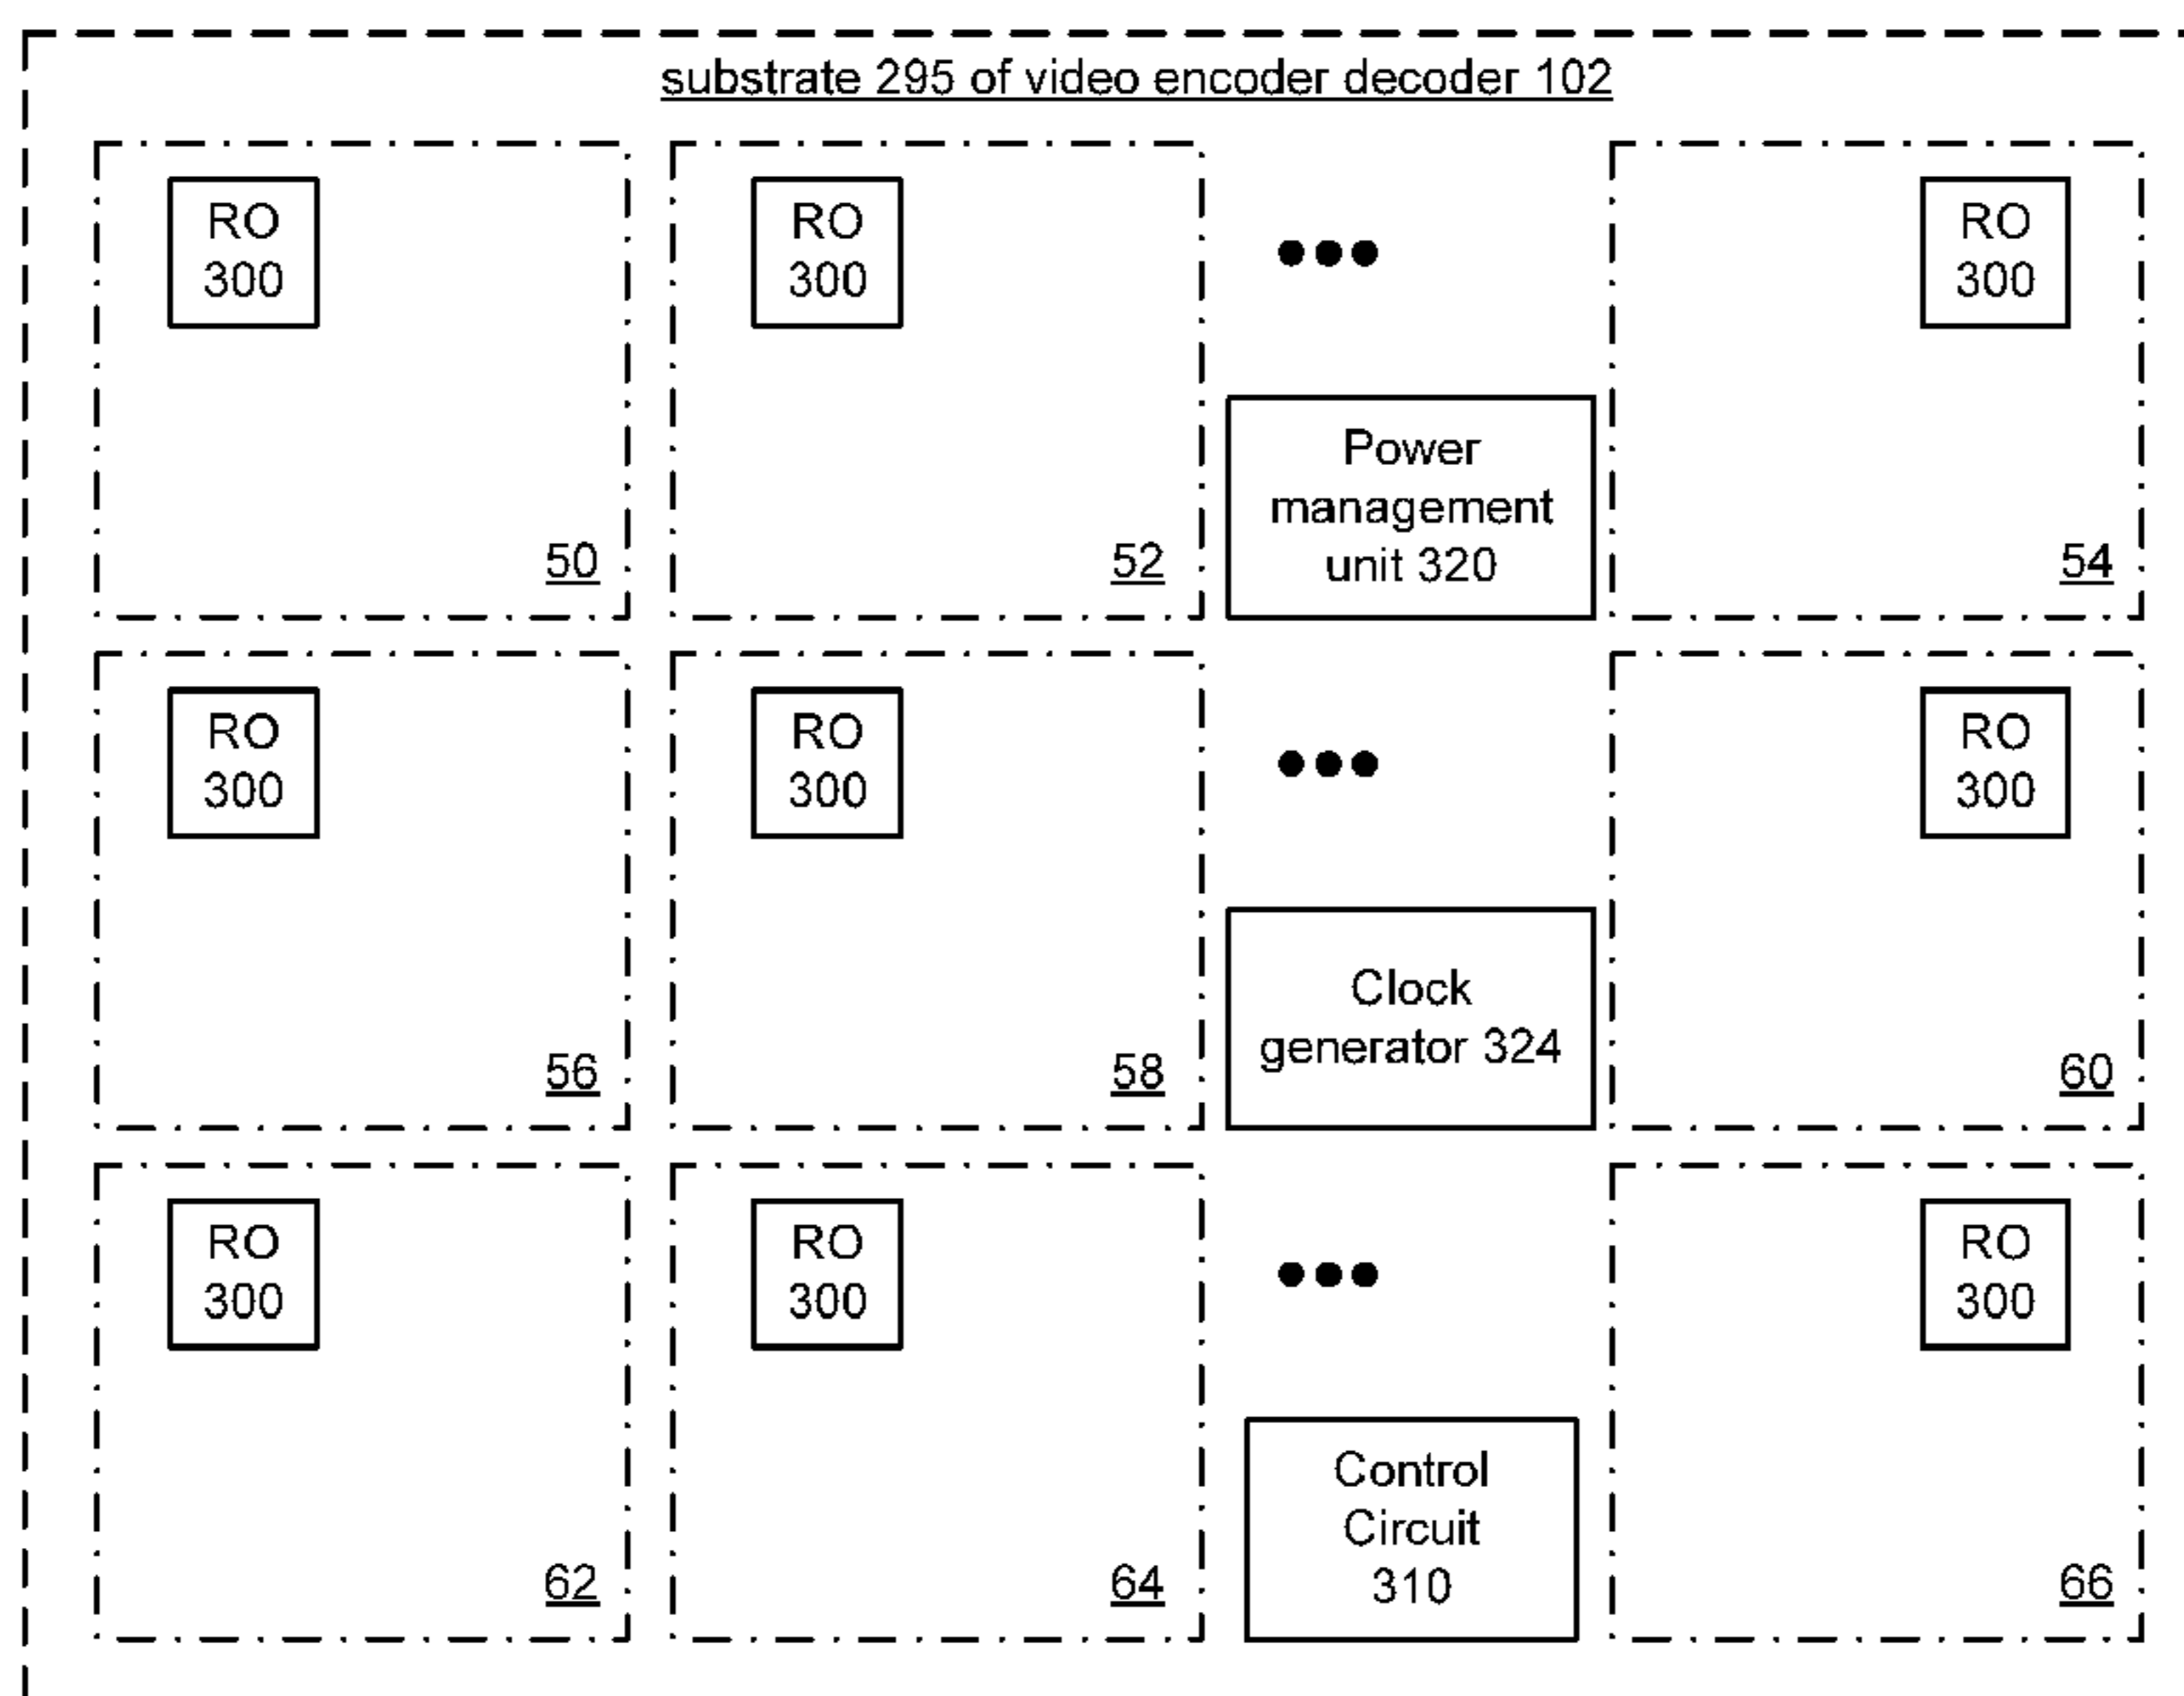 substrate 295 of video encoder decoder 102
RO
300
RO
300
RO
300
Power
management
unit 320
50
52
54
RO
300
RO
300
RO
300
Clock
generator 324
56
58
60
RO
300
RO
300
RO
300
Control
Circuit
310
62
64
66